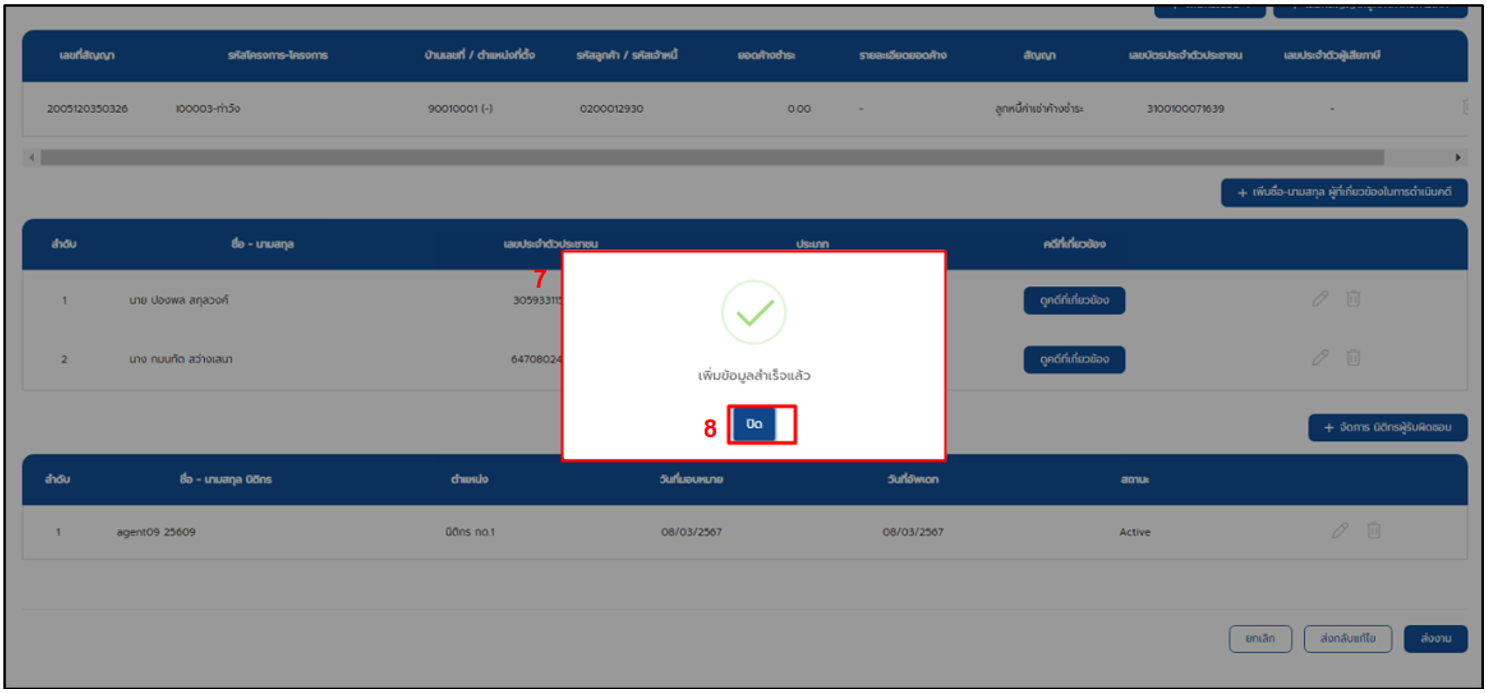 เลขที่สัญญา รหัสโครงการ-โครงการ บ้านเลขที่ / ตำแหน่งที่ตั้ง รหัสลูกค้า / รหัสเจ้าหนี้ ยอดค้างชำระ รายละเอียดยอดค้าง สัญญา เลขบัตรประจำตัวประชาชน เลขประจำตัวผู้เสียภาษี
2005120350326 I00003-ท่าวัง 90010001 (-) 0200012930 0.00 - ลูกหนี้ค่าเช่าค้างชำระ 3100100071639 -
+ เพิ่มชื่อ-นามสกุล ผู้ที่เกี่ยวข้องในการดำเนินคดี
ลำดับ ชื่อ - นามสกุล เลขประจำตัวประชาชน ประเภท คดีที่เกี่ยวข้อง
7
1 นาย ปองพล สกุลวงศ์ 305933115 ดูคดีที่เกี่ยวข้อง
2 นาง กมนทัต สว่างเสนา 64708024 ดูคดีที่เกี่ยวข้อง
เพิ่มข้อมูลสำเร็จแล้ว
8 ปิด
+ จัดการ นิติกรผู้รับผิดชอบ
ลำดับ ชื่อ - นามสกุล นิติกร ตำแหน่ง วันที่มอบหมาย วันที่อัพเดท สถานะ
1 agent09 25609 นิติกร กด.1 08/03/2567 08/03/2567 Active
ยกเลิก ส่งกลับแก้ไข ส่งงาน